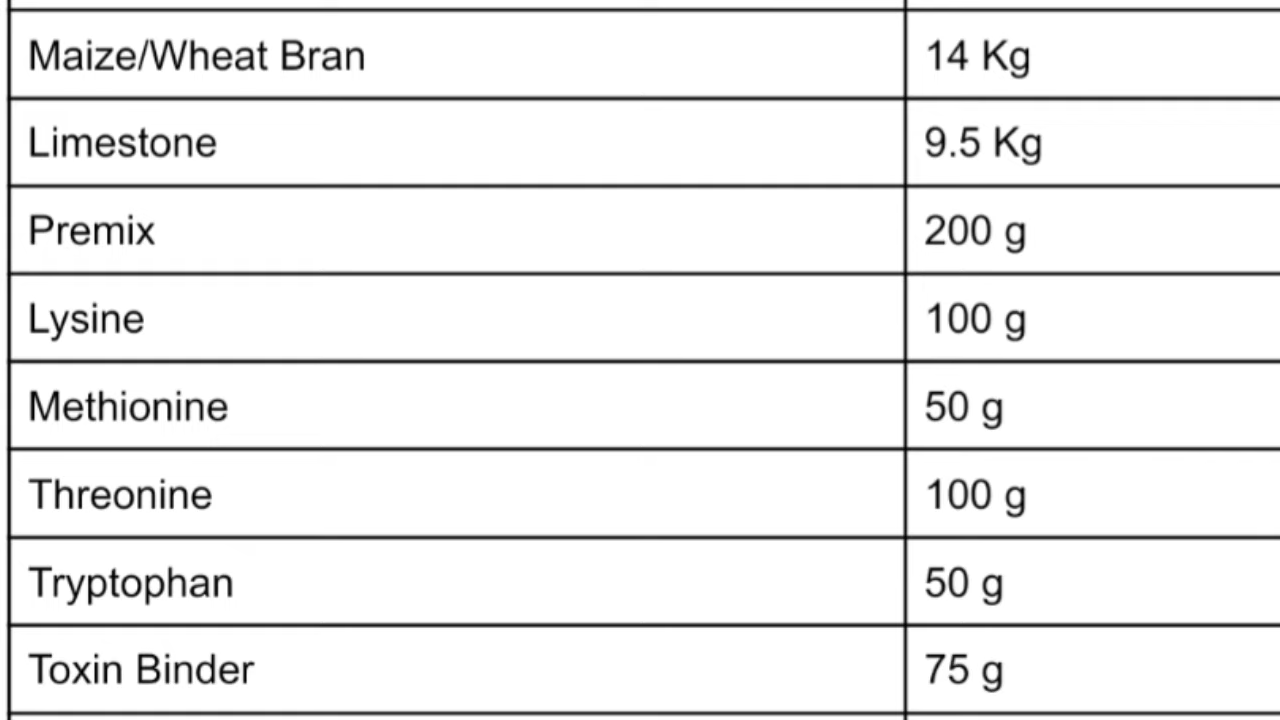 Maize/Wheat Bran 14 Kg
Limestone 9.5 Kg
Premix 200 g
Lysine 100 g
Methionine 50 g
Threonine 100 g
Tryptophan 50 g
Toxin Binder 75 g